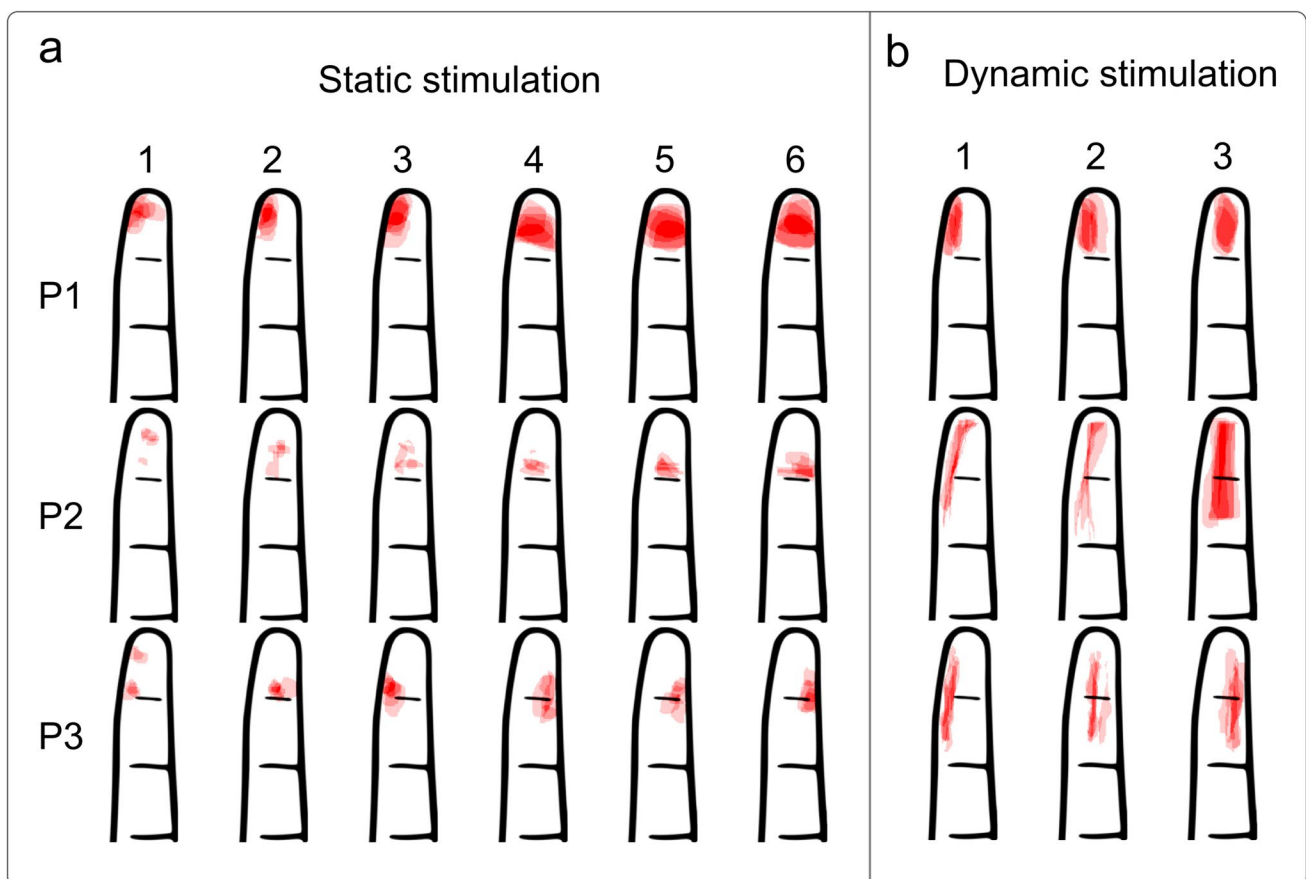 a
Static stimulation
1 2 3 4 5 6
P1
P2
P3
b
Dynamic stimulation
1 2 3